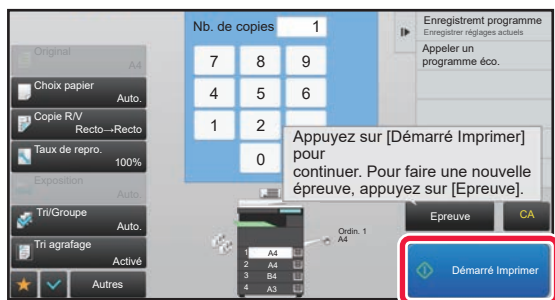 Nb. de copies
1
Enregistremt programme
Enregistrer réglages actuels
Appeler un
programme éco.
Original
A4
Choix papier
Auto.
Copie R/V
Recto→Recto
Taux de repro.
100%
Exposition
Auto.
Tri/Groupe
Auto.
Tri agrafage
Activé
Autres
7
8
9
4
5
6
1
2
0
Appuyez sur [Démarré Imprimer]
pour
continuer. Pour faire une nouvelle
épreuve, appuyez sur [Epreuve].
Ordin. 1
A4
1 A4
2 A4
3 B4
4 A3
Epreuve
CA
Démarré Imprimer